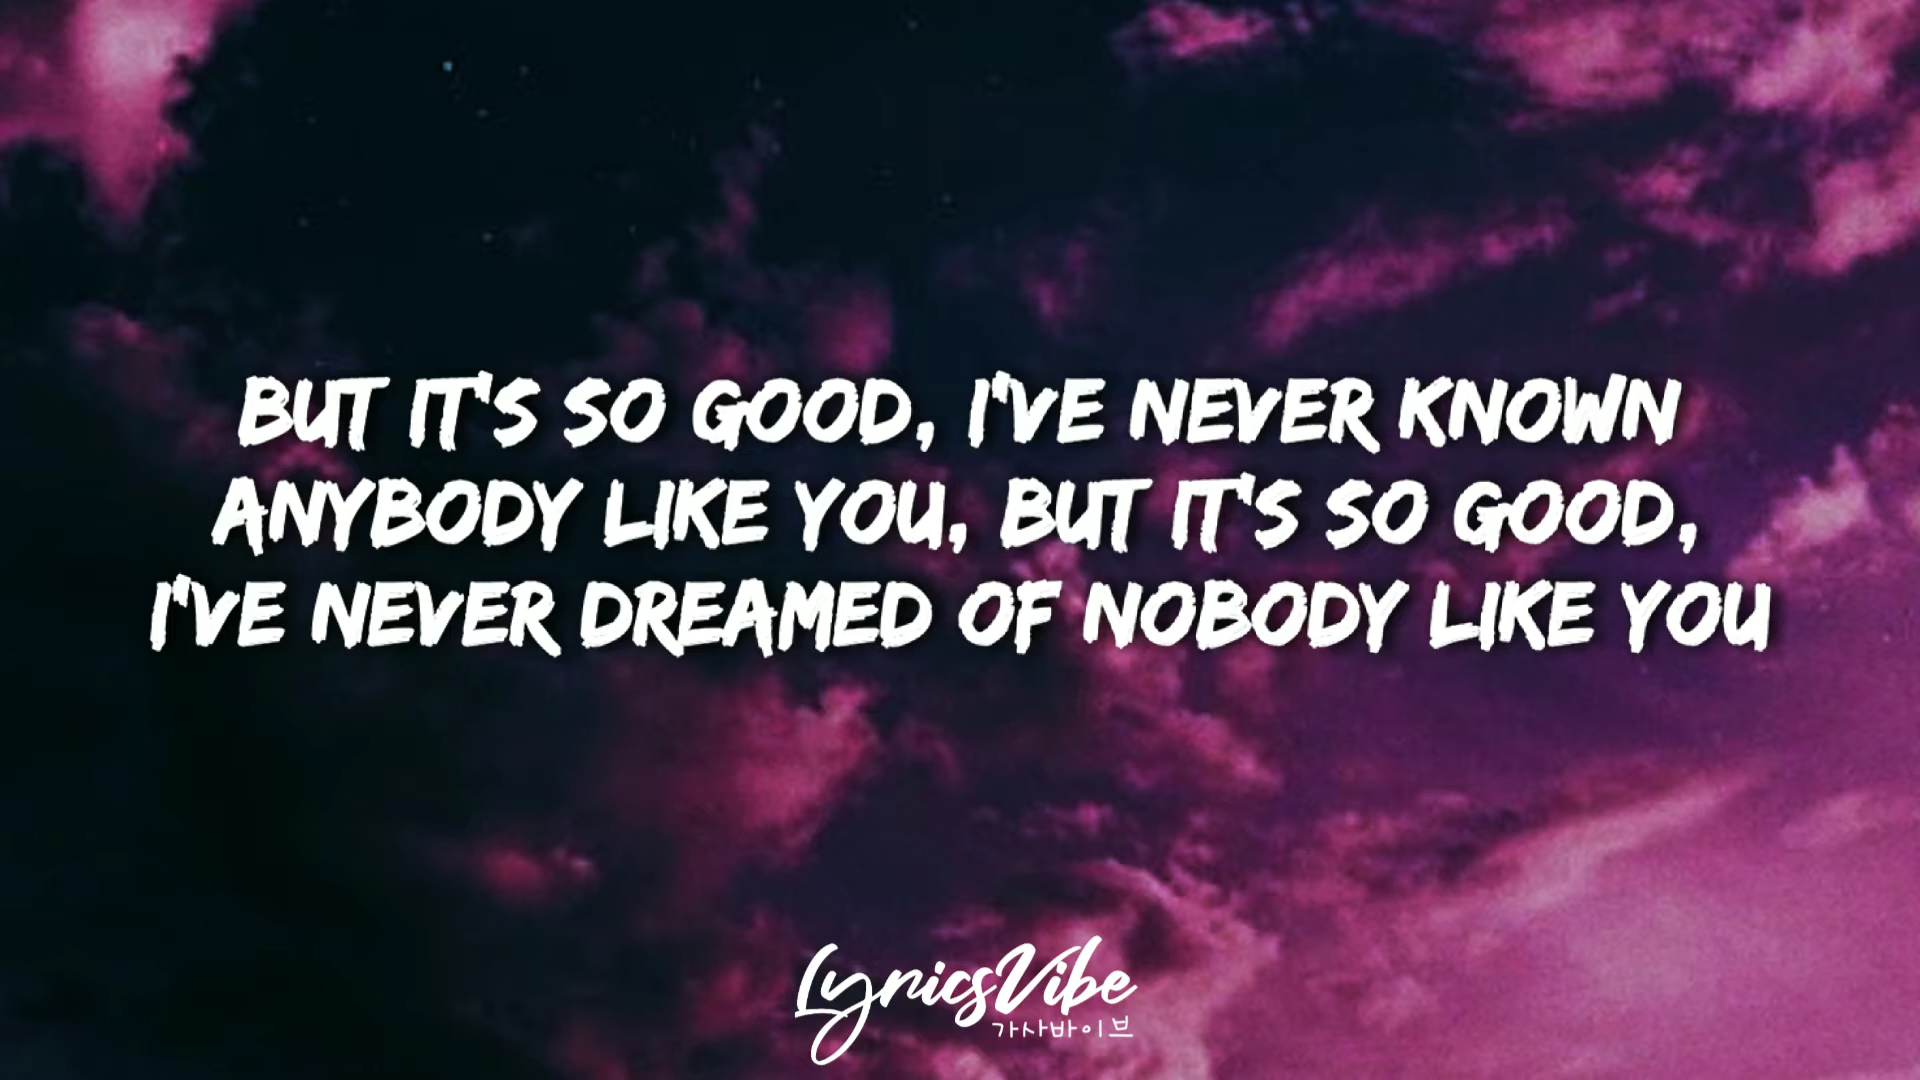 BUT IT'S SO GOOD, I'VE NEVER KNOWN
ANYBODY LIKE YOU, BUT IT'S SO GOOD,
I'VE NEVER DREAMED OF NOBODY LIKE YOU
LyricsVibe
가사바이브